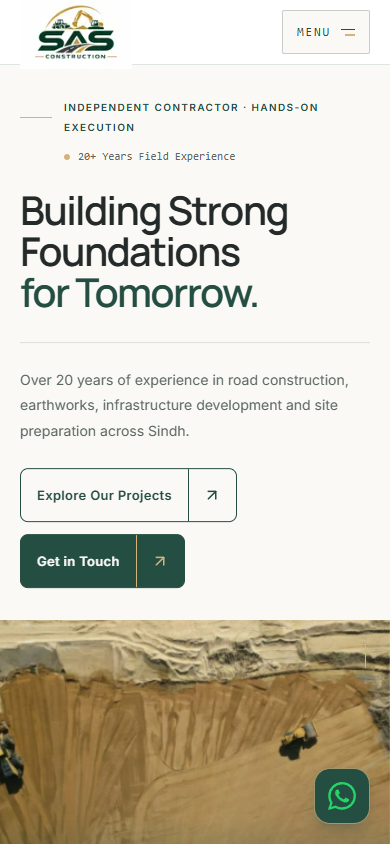 SAS
CONSTRUCTION
MENU
INDEPENDENT CONTRACTOR · HANDS-ON
EXECUTION
20+ Years Field Experience
Building Strong
Foundations
for Tomorrow.
Over 20 years of experience in road construction,
earthworks, infrastructure development and site
preparation across Sindh.
Explore Our Projects
Get in Touch